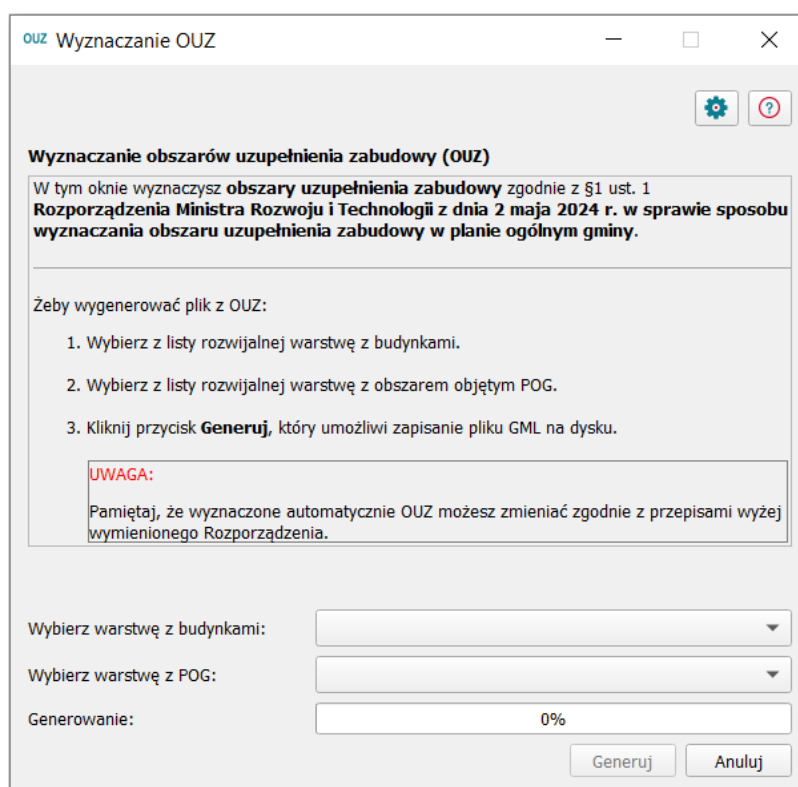 OUZ Wyznaczanie OUZ
Wyznaczanie obszarów uzupełnienia zabudowy (OUZ)
W tym oknie wyznaczysz obszary uzupełnienia zabudowy zgodnie z §1 ust. 1
Rozporządzenia Ministra Rozwoju i Technologii z dnia 2 maja 2024 r. w sprawie sposobu
wyznaczania obszaru uzupełnienia zabudowy w planie ogólnym gminy.
Żeby wygenerować plik z OUZ:
1. Wybierz z listy rozwijalnej warstwę z budynkami.
2. Wybierz z listy rozwijalnej warstwę z obszarem objętym POG.
3. Kliknij przycisk Generuj, który umożliwi zapisanie pliku GML na dysku.
UWAGA:
Pamiętaj, że wyznaczone automatycznie OUZ możesz zmieniać zgodnie z przepisami wyżej
wymienionego Rozporządzenia.
Wybierz warstwę z budynkami:
Wybierz warstwę z POG:
Generowanie: 0%
Generuj Anuluj